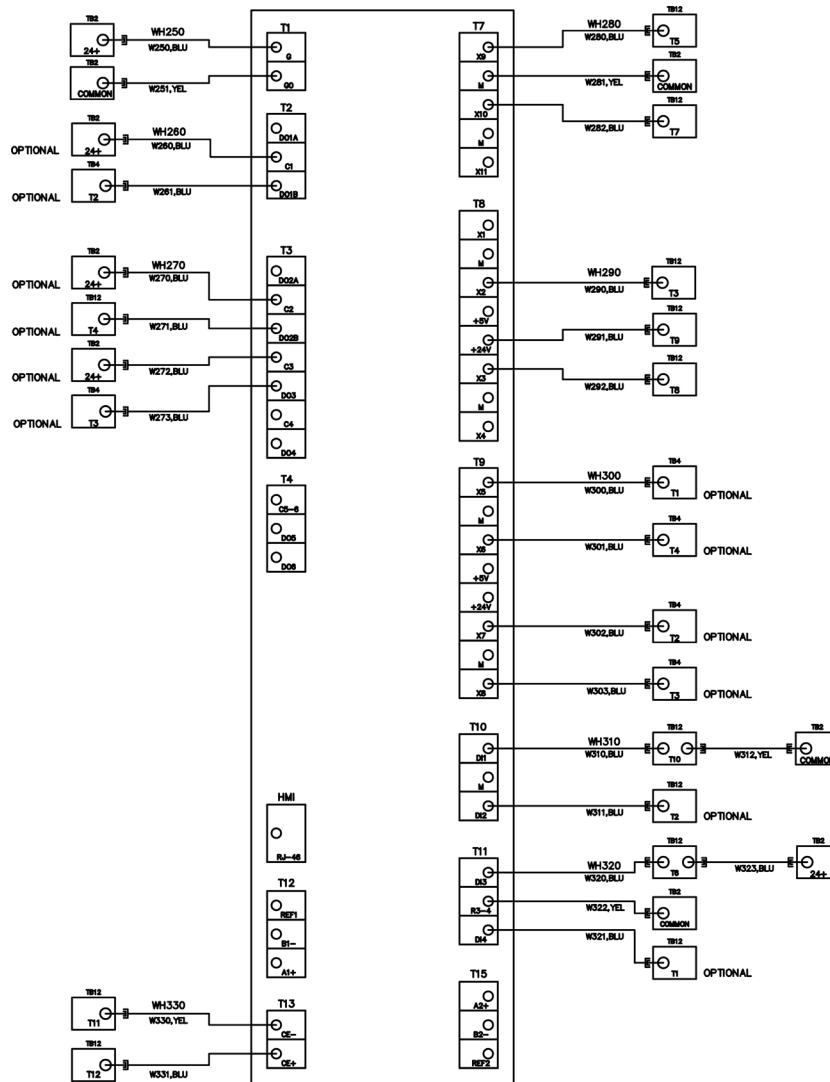 TB2
WH250
24+
W250,BLU
TB2
COMMON
W251,YEL
TB2
WH260
OPTIONAL
24+
W260,BLU
TB4
OPTIONAL
T2
W261,BLU
TB2
WH270
OPTIONAL
24+
W270,BLU
TB12
OPTIONAL
T4
W271,BLU
TB2
OPTIONAL
24+
W272,BLU
TB4
OPTIONAL
T3
W273,BLU
TB12
WH330
T11
W330,YEL
TB12
T12
W331,BLU
T1
G
G0
T2
DO1A
C1
DO1B
T3
DO2A
C2
DO2B
C3
DO3
C4
DO4
T4
C5-6
DO5
DO6
HMI
RJ-46
T12
REF1
B1-
A1+
T13
CE-
CE+
T7
X9
M
X10
M
X11
T8
X1
M
X2
+5V
+24V
X3
M
X4
T9
X5
M
X6
+5V
+24V
X7
M
X8
T10
DI1
M
DI2
T11
DI3
R3-4
DI4
T15
A2+
B2-
REF2
WH280
W280,BLU
TB12
T5
W281,YEL
TB2
COMMON
W282,BLU
TB12
T7
WH290
W290,BLU
TB12
T3
W291,BLU
TB12
T9
W292,BLU
TB12
T8
WH300
W300,BLU
TB4
T1
OPTIONAL
W301,BLU
TB4
T4
OPTIONAL
W302,BLU
TB4
T2
OPTIONAL
W303,BLU
TB4
T3
OPTIONAL
WH310
W310,BLU
TB12
T10
W312,YEL
TB2
COMMON
W311,BLU
TB12
T2
OPTIONAL
WH320
W320,BLU
TB12
T6
W323,BLU
TB2
24+
W322,YEL
TB2
COMMON
W321,BLU
TB12
T1
OPTIONAL